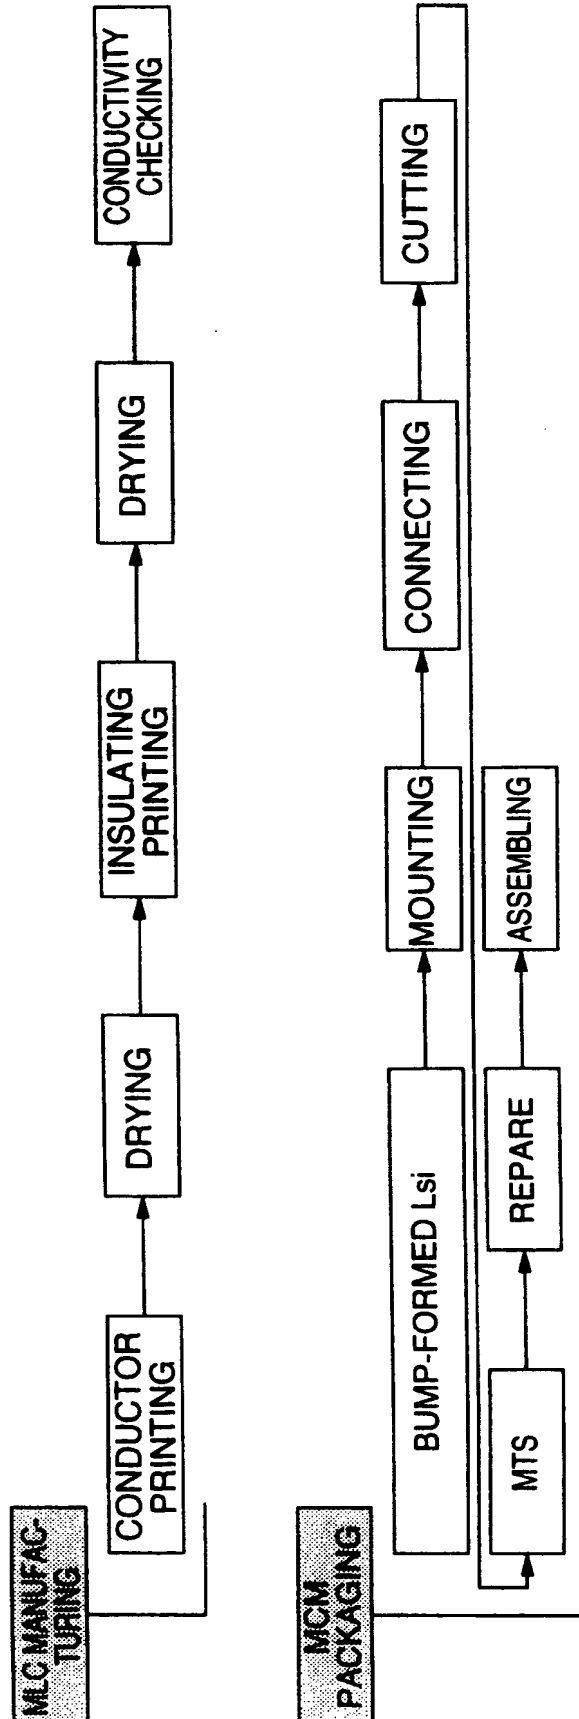 MLC MANUFAC-
TURING
CONDUCTOR
PRINTING
DRYING
INSULATING
PRINTING
DRYING
CONDUCTIVITY
CHECKING
MCM
PACKAGING
BUMP-FORMED Lsi
MOUNTING
CONNECTING
CUTTING
MTS
REPARE
ASSEMBLING